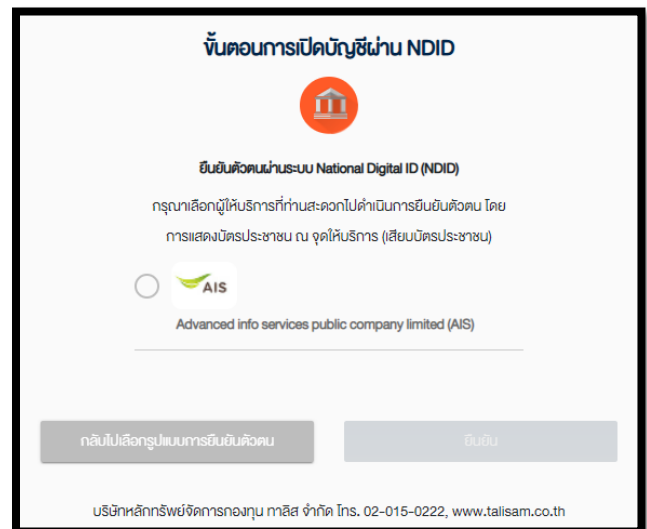 ขั้นตอนการเปิดบัญชีผ่าน NDID
ยืนยันตัวตนผ่านระบบ National Digital ID (NDID)
กรุณาเลือกผู้ให้บริการที่ท่านสะดวกไปดำเนินการยืนยันตัวตน โดย
การแสดงบัตรประชาชน ณ จุดให้บริการ (เสียบบัตรประชาชน)
AIS
Advanced info services public company limited (AIS)
กลับไปเลือกรูปแบบการยืนยันตัวตน
ยืนยัน
บริษัทหลักทรัพย์จัดการกองทุน ทาลิส จำกัด โทร. 02-015-0222, www.talisam.co.th